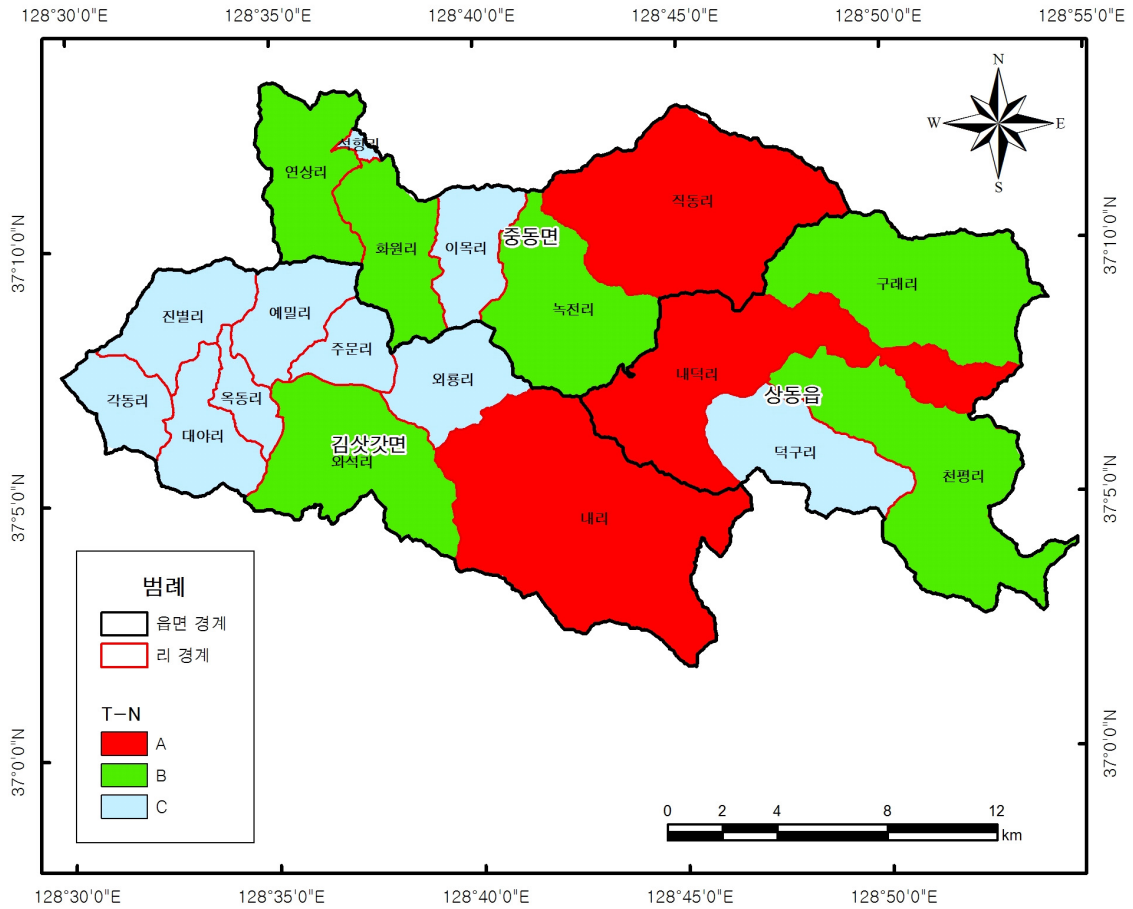 128°30'0"E 128°35'0"E 128°40'0"E 128°45'0"E 128°50'0"E 128°55'0"E
N
W E
S
37°10'0"N
37°10'0"N
37°5'0"N
37°5'0"N
37°0'0"N
37°0'0"N
석항리
연상리
직동리
화원리
이목리
중동면
구래리
진별리
예밀리
녹전리
주문리
외룡리
내덕리
각동리
옥동리
상동읍
대야리
김삿갓면
와석리
덕구리
천평리
내리
범례
읍면 경계
리 경계
T-N
A
B
C
0 2 4 8 12
km
128°30'0"E 128°35'0"E 128°40'0"E 128°45'0"E 128°50'0"E